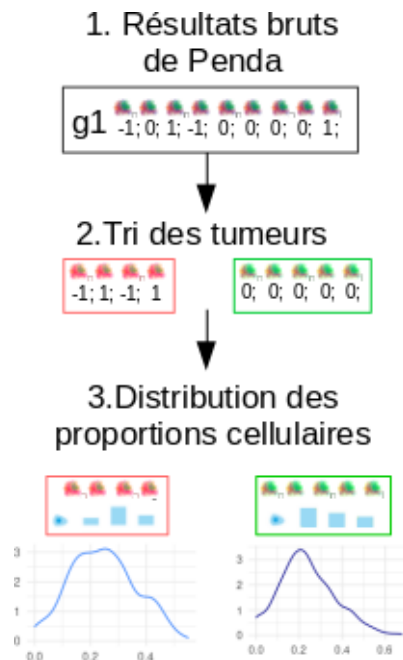 1. Résultats bruts
de Penda
g1 -1; 0; 1; -1; 0; 0; 0; 0; 1;
2.Tri des tumeurs
-1; 1; -1; 1
0; 0; 0; 0; 0;
3.Distribution des
proportions cellulaires
3
2
1
0
0.0 0.2 0.4
3
2
1
0
0.0 0.2 0.4 0.6